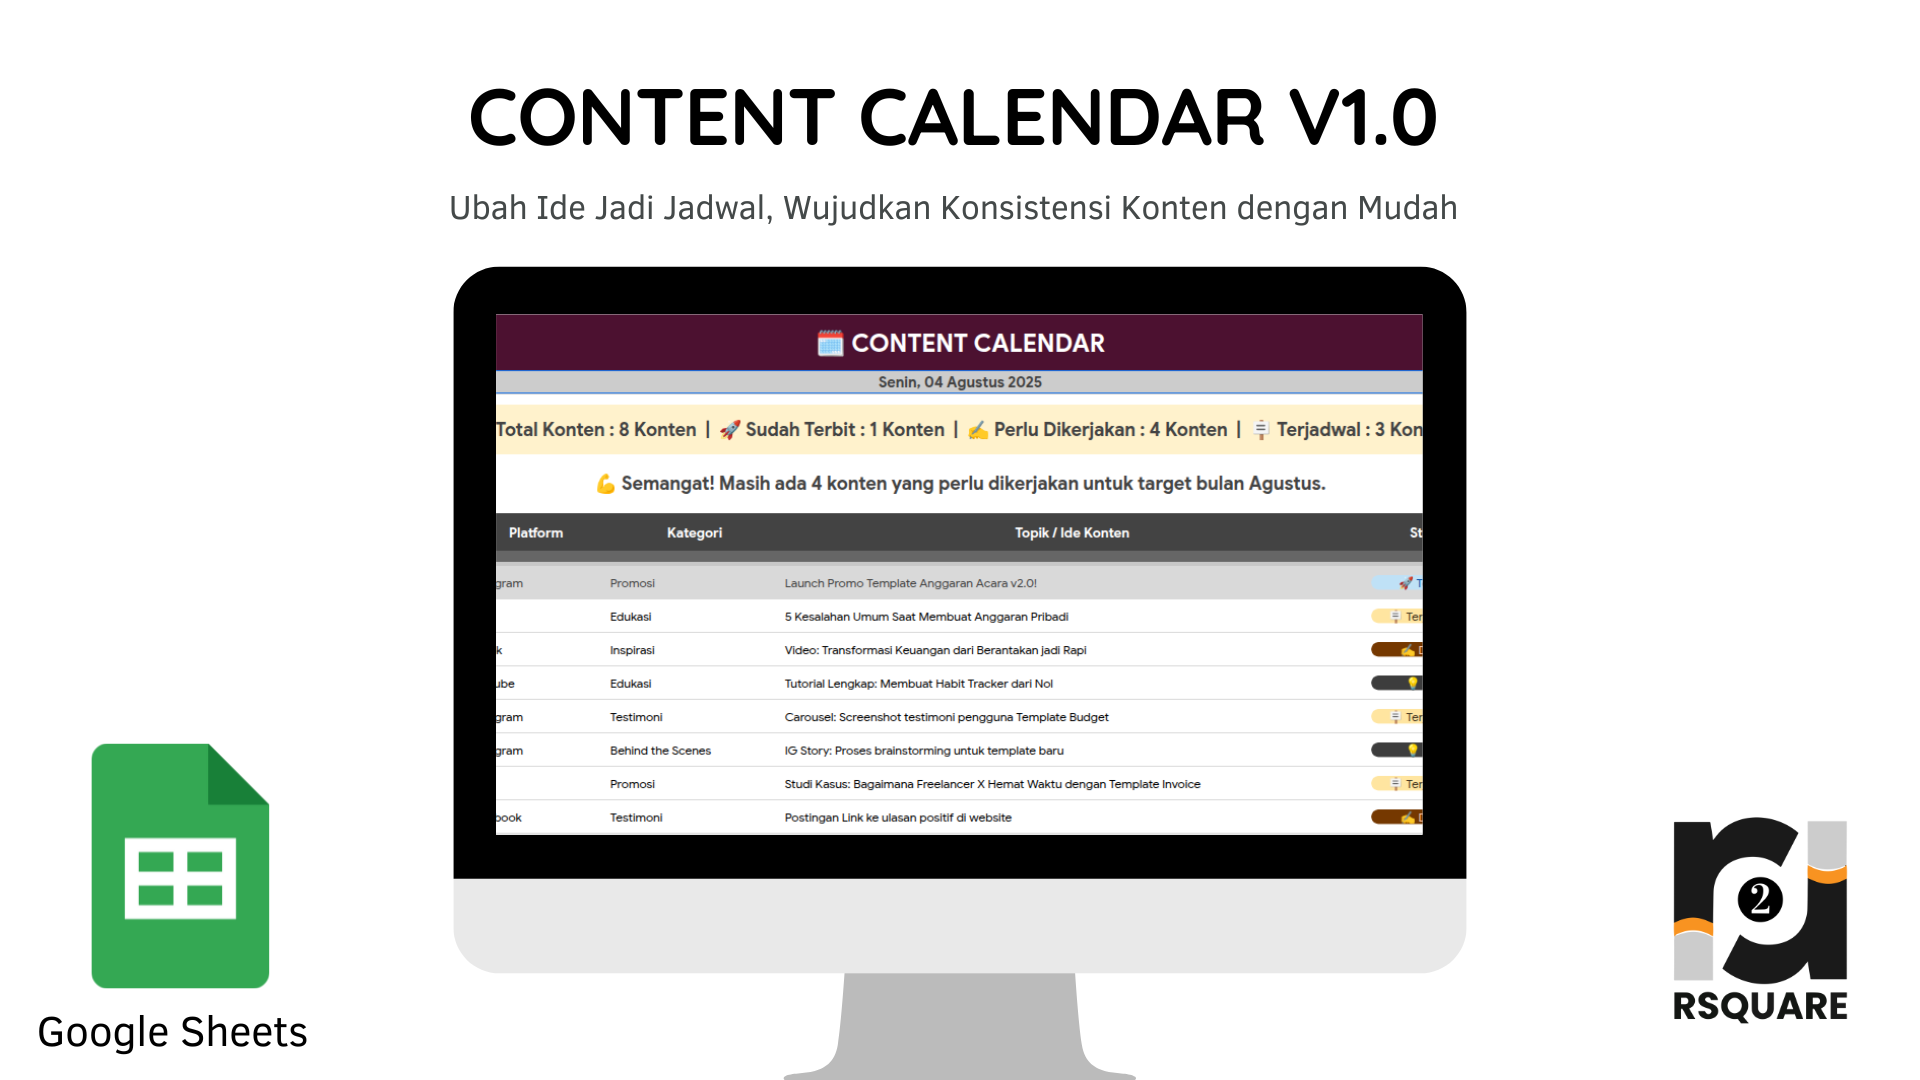 CONTENT CALENDAR V1.0
Ubah Ide Jadi Jadwal, Wujudkan Konsistensi Konten dengan Mudah
🗓️ CONTENT CALENDAR
Senin, 04 Agustus 2025
Total Konten : 8 Konten | 🚀 Sudah Terbit : 1 Konten | ✍️ Perlu Dikerjakan : 4 Konten | 🪧 Terjadwal : 3 Kon
💪 Semangat! Masih ada 4 konten yang perlu dikerjakan untuk target bulan Agustus.
Platform Kategori Topik / Ide Konten St
gram Promosi Launch Promo Template Anggaran Acara v2.0! 🚀 T
Edukasi 5 Kesalahan Umum Saat Membuat Anggaran Pribadi 🪧 Ter
k Inspirasi Video: Transformasi Keuangan dari Berantakan jadi Rapi ✍️ D
ube Edukasi Tutorial Lengkap: Membuat Habit Tracker dari Nol 💡
gram Testimoni Carousel: Screenshot testimoni pengguna Template Budget 🪧 Ter
gram Behind the Scenes IG Story: Proses brainstorming untuk template baru 💡
Promosi Studi Kasus: Bagaimana Freelancer X Hemat Waktu dengan Template Invoice 🪧 Ter
book Testimoni Postingan Link ke ulasan positif di website ✍️ D
Google Sheets
2
RSQUARE